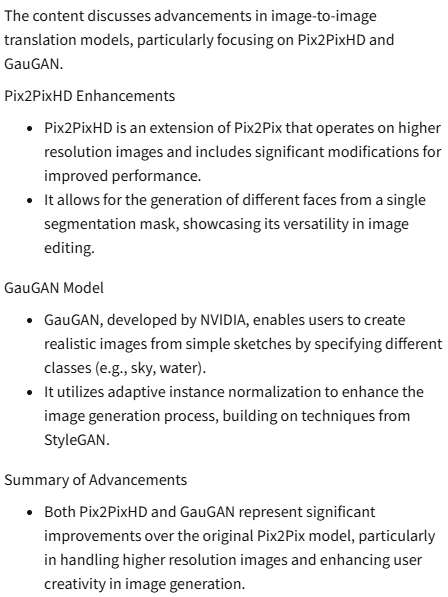 The content discusses advancements in image-to-image
translation models, particularly focusing on Pix2PixHD and
GauGAN.
Pix2PixHD Enhancements
• Pix2PixHD is an extension of Pix2Pix that operates on higher
resolution images and includes significant modifications for
improved performance.
• It allows for the generation of different faces from a single
segmentation mask, showcasing its versatility in image
editing.
GauGAN Model
• GauGAN, developed by NVIDIA, enables users to create
realistic images from simple sketches by specifying different
classes (e.g., sky, water).
• It utilizes adaptive instance normalization to enhance the
image generation process, building on techniques from
StyleGAN.
Summary of Advancements
• Both Pix2PixHD and GauGAN represent significant
improvements over the original Pix2Pix model, particularly
in handling higher resolution images and enhancing user
creativity in image generation.